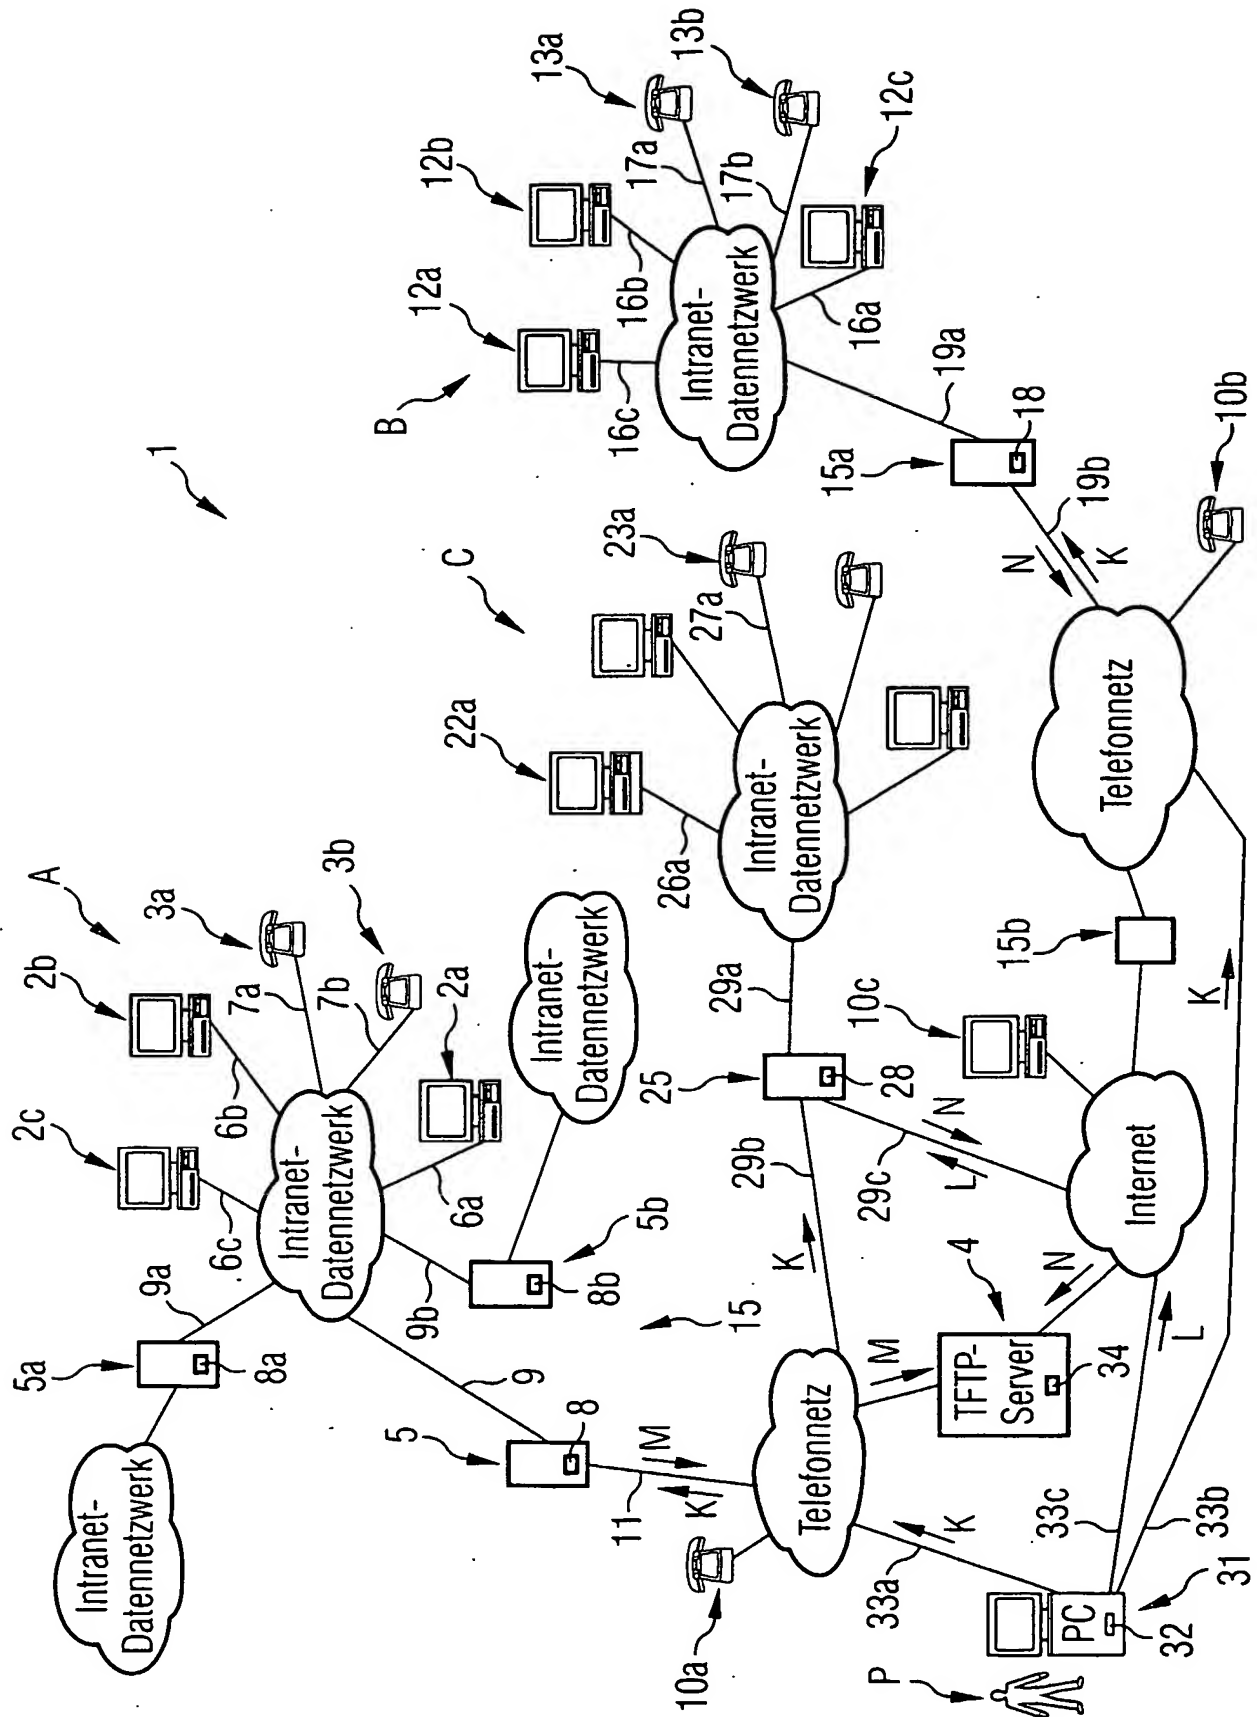 1
A
B
C
Intranet-
Datennetzwerk
5a
8a
9a
2c
6c
2b
6b
3a
7a
3b
7b
2a
6a
Intranet-
Datennetzwerk
9b
5b
8b
Intranet-
Datennetzwerk
9
15
5
8
11
K
M
10a
Telefonnetz
M
TFTP-
Server
34
4
N
K
29b
25
28
29a
29c
L
N
Intranet-
Datennetzwerk
26a
22a
23a
27a
12a
12b
16c
16b
13a
13b
17a
17b
12c
16a
Intranet-
Datennetzwerk
19a
15a
18
19b
N
K
10b
Telefonnetz
15b
10c
Internet
K
L
33a
K
33c
33b
31
PC
32
P